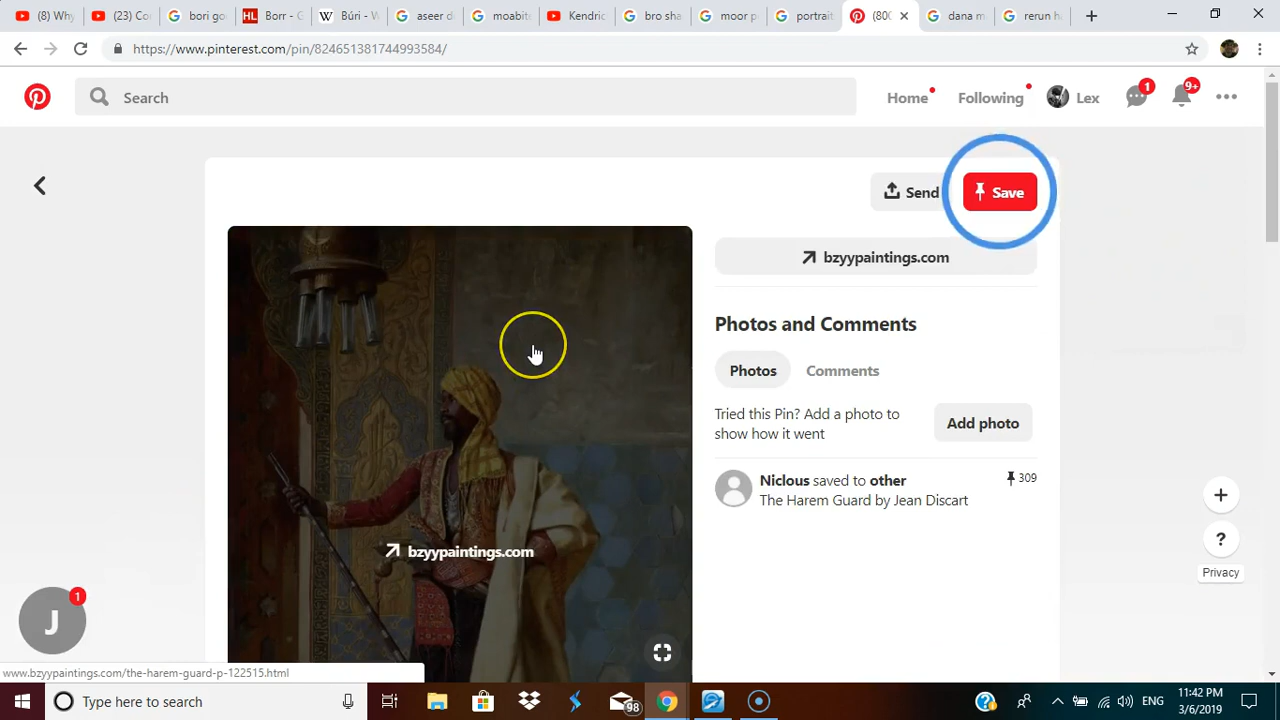 (8) Why
(23) Co
bori go
Borr - G
Búri - W
aseer d
moabite
Kendric
bro sha
moor p
portrait
(800
dana m
rerun h
https://www.pinterest.com/pin/824651381744993584/
Search
Home
Following
Lex
1
9+
Send
Save
bzyypaintings.com
Photos and Comments
Photos
Comments
Tried this Pin? Add a photo to
show how it went
Add photo
Niclous saved to other
309
The Harem Guard by Jean Discart
bzyypaintings.com
Privacy
J
1
www.bzyypaintings.com/the-harem-guard-p-122515.html
Type here to search
98
ENG
11:42 PM
3/6/2019